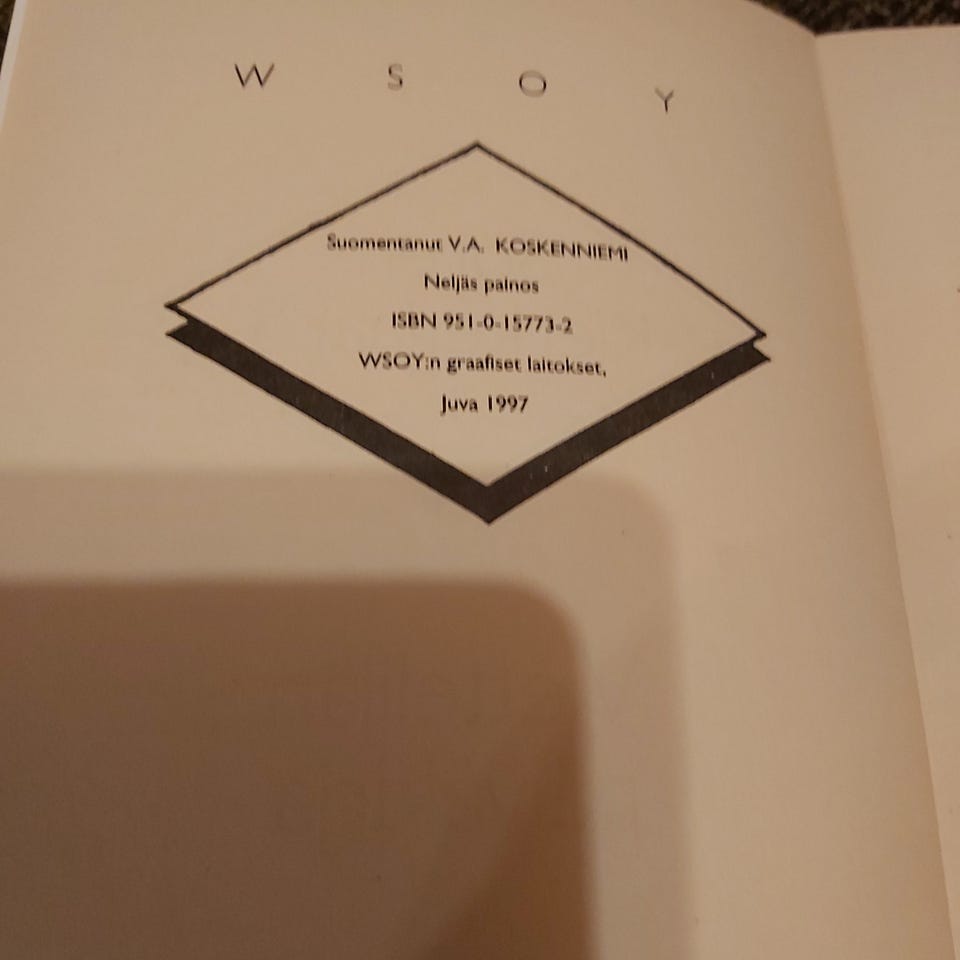 W S O Y
Suomentanut V.A. KOSKENNIEMI
Neljäs painos
ISBN 951-0-15773-2
WSOY:n graafiset laitokset,
Juva 1997